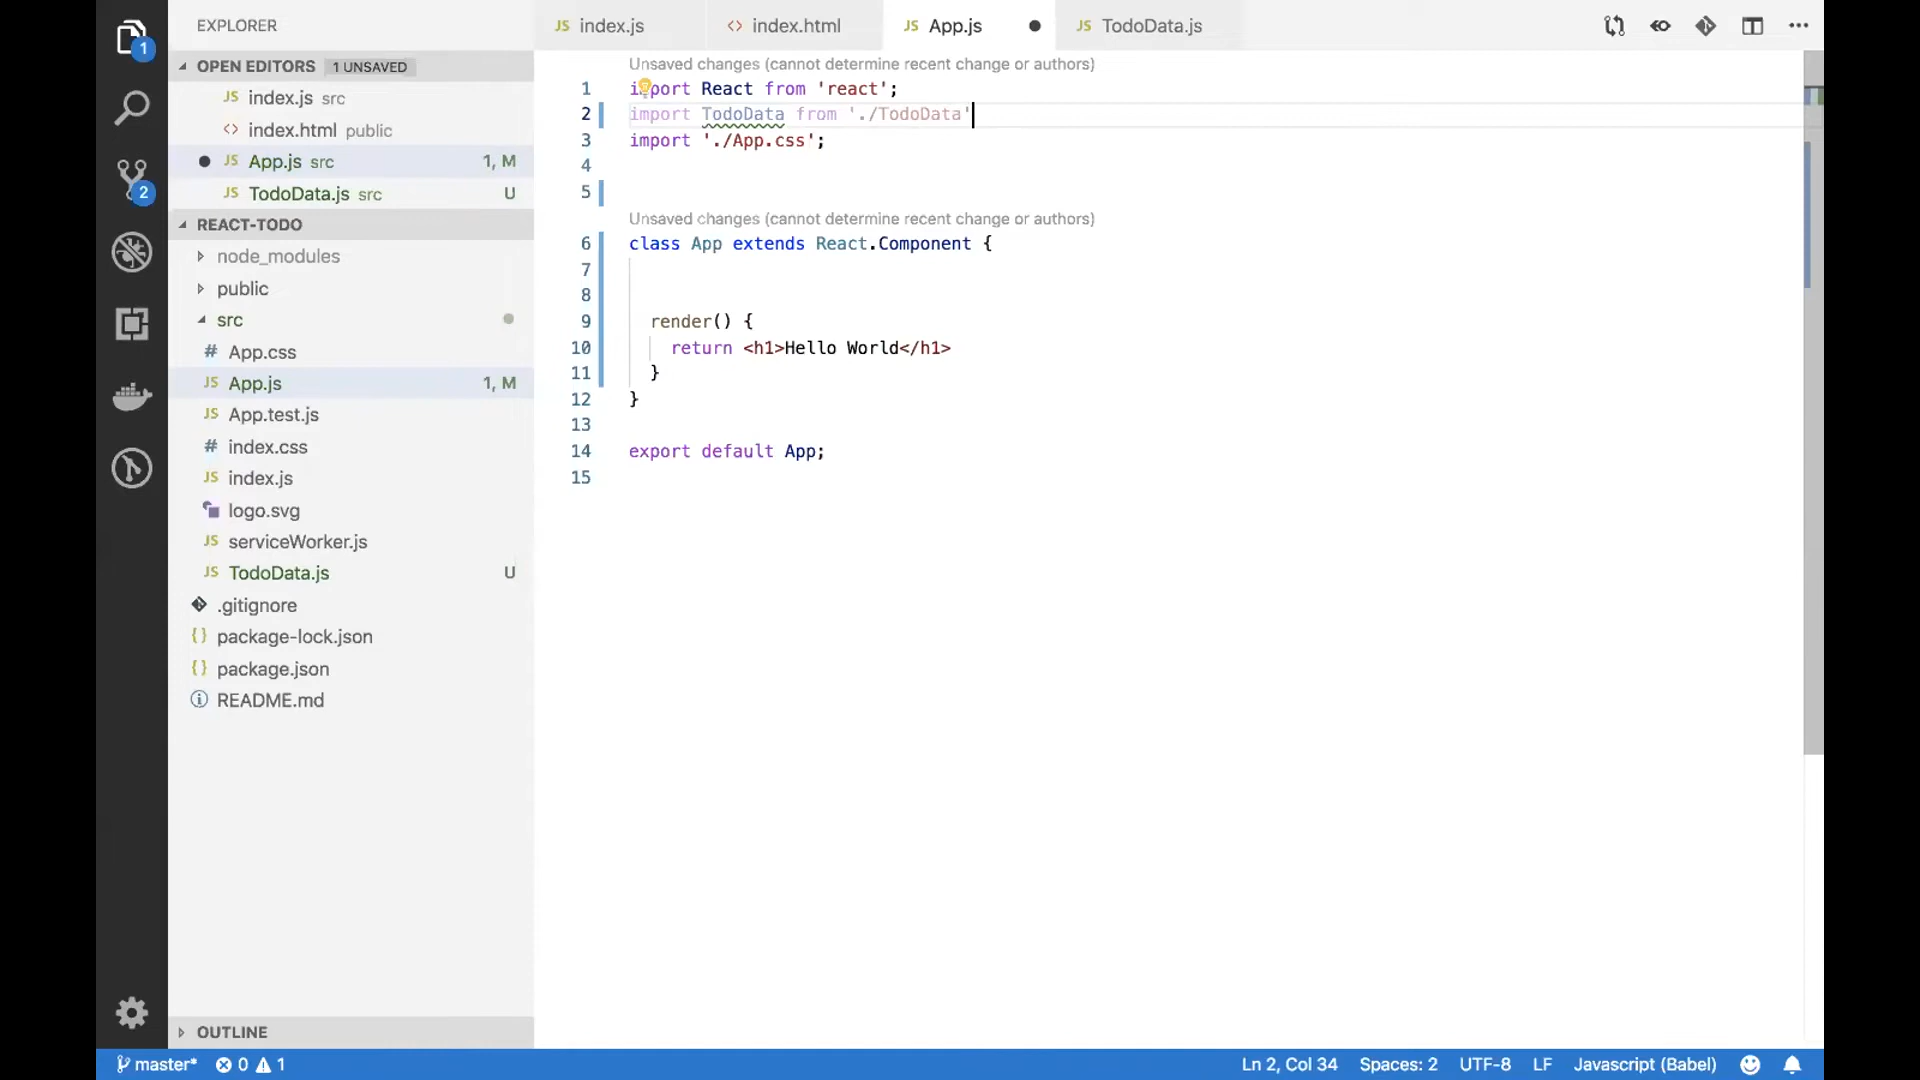 EXPLORER
OPEN EDITORS 1 UNSAVED
JS index.js src
<> index.html public
JS App.js src 1, M
JS TodoData.js src U
REACT-TODO
node_modules
public
src
# App.css
JS App.js 1, M
JS App.test.js
# index.css
JS index.js
logo.svg
JS serviceWorker.js
JS TodoData.js U
.gitignore
{} package-lock.json
{} package.json
README.md
OUTLINE
1
2
JS index.js
<> index.html
JS App.js
JS TodoData.js
Unsaved changes (cannot determine recent change or authors)
1 import React from 'react';
2 import TodoData from './TodoData'
3 import './App.css';
4
5
Unsaved changes (cannot determine recent change or authors)
6 class App extends React.Component {
7
8
9 render() {
10 return <h1>Hello World</h1>
11 }
12 }
13
14 export default App;
15
master* 0 1
Ln 2, Col 34 Spaces: 2 UTF-8 LF Javascript (Babel)